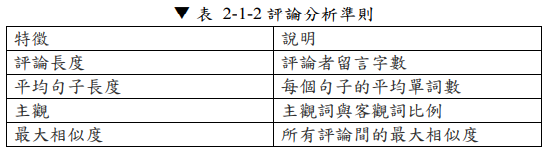 ▼ 表 2-1-2 評論分析準則
特徵 說明
評論長度 評論者留言字數
平均句子長度 每個句子的平均單詞數
主觀 主觀詞與客觀詞比例
最大相似度 所有評論間的最大相似度